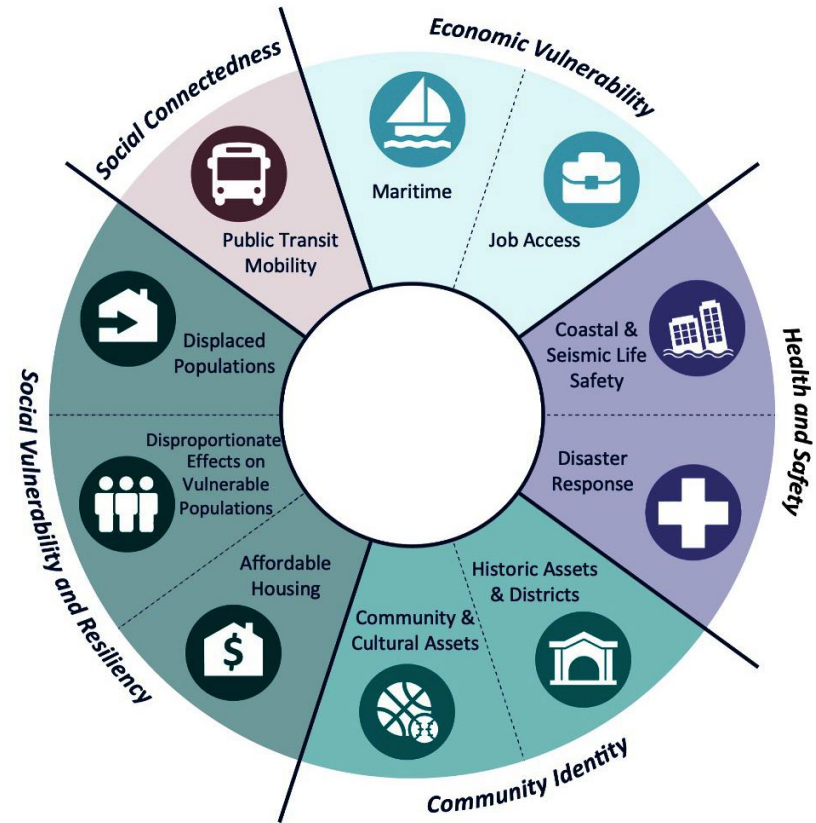 Economic Vulnerability
Maritime
Job Access
Health and Safety
Coastal &
Seismic Life
Safety
Disaster
Response
Community Identity
Historic Assets
& Districts
Community &
Cultural Assets
Social Vulnerability and Resiliency
Affordable
Housing
$
Disproportionate
Effects on
Vulnerable
Populations
Displaced
Populations
Social Connectedness
Public Transit
Mobility